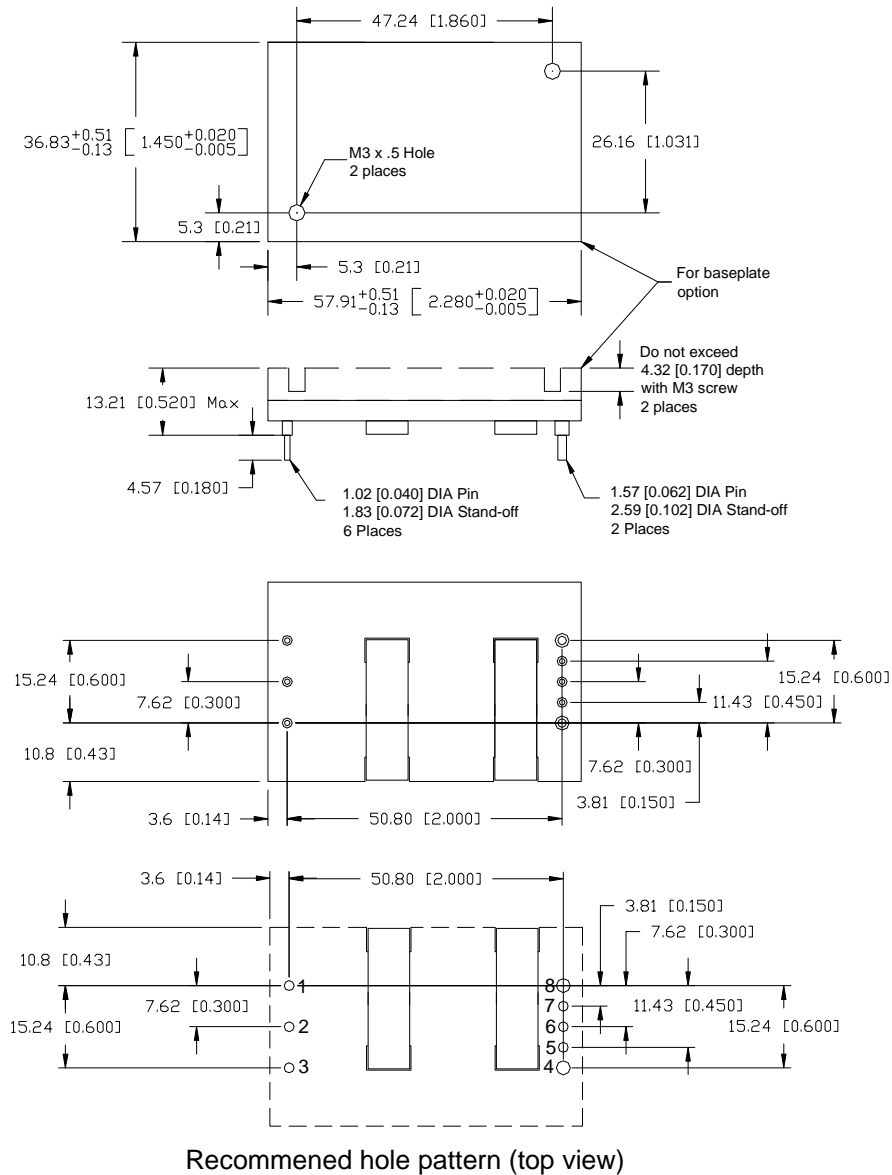 47.24 [1.860]
36.83+0.51 -0.13 [ 1.450+0.020 -0.005 ]
26.16 [1.031]
M3 x .5 Hole
2 places
5.3 [0.21]
5.3 [0.21]
57.91+0.51 -0.13 [ 2.280+0.020 -0.005 ]
For baseplate
option
Do not exceed
4.32 [0.170] depth
with M3 screw
2 places
13.21 [0.520] Max
4.57 [0.180]
1.02 [0.040] DIA Pin
1.83 [0.072] DIA Stand-off
6 Places
1.57 [0.062] DIA Pin
2.59 [0.102] DIA Stand-off
2 Places
15.24 [0.600]
7.62 [0.300]
10.8 [0.43]
15.24 [0.600]
11.43 [0.450]
7.62 [0.300]
3.81 [0.150]
3.6 [0.14]
50.80 [2.000]
3.6 [0.14]
50.80 [2.000]
3.81 [0.150]
7.62 [0.300]
10.8 [0.43]
7.62 [0.300]
15.24 [0.600]
11.43 [0.450]
15.24 [0.600]
1
2
3
8
7
6
5
4
Recommened hole pattern (top view)